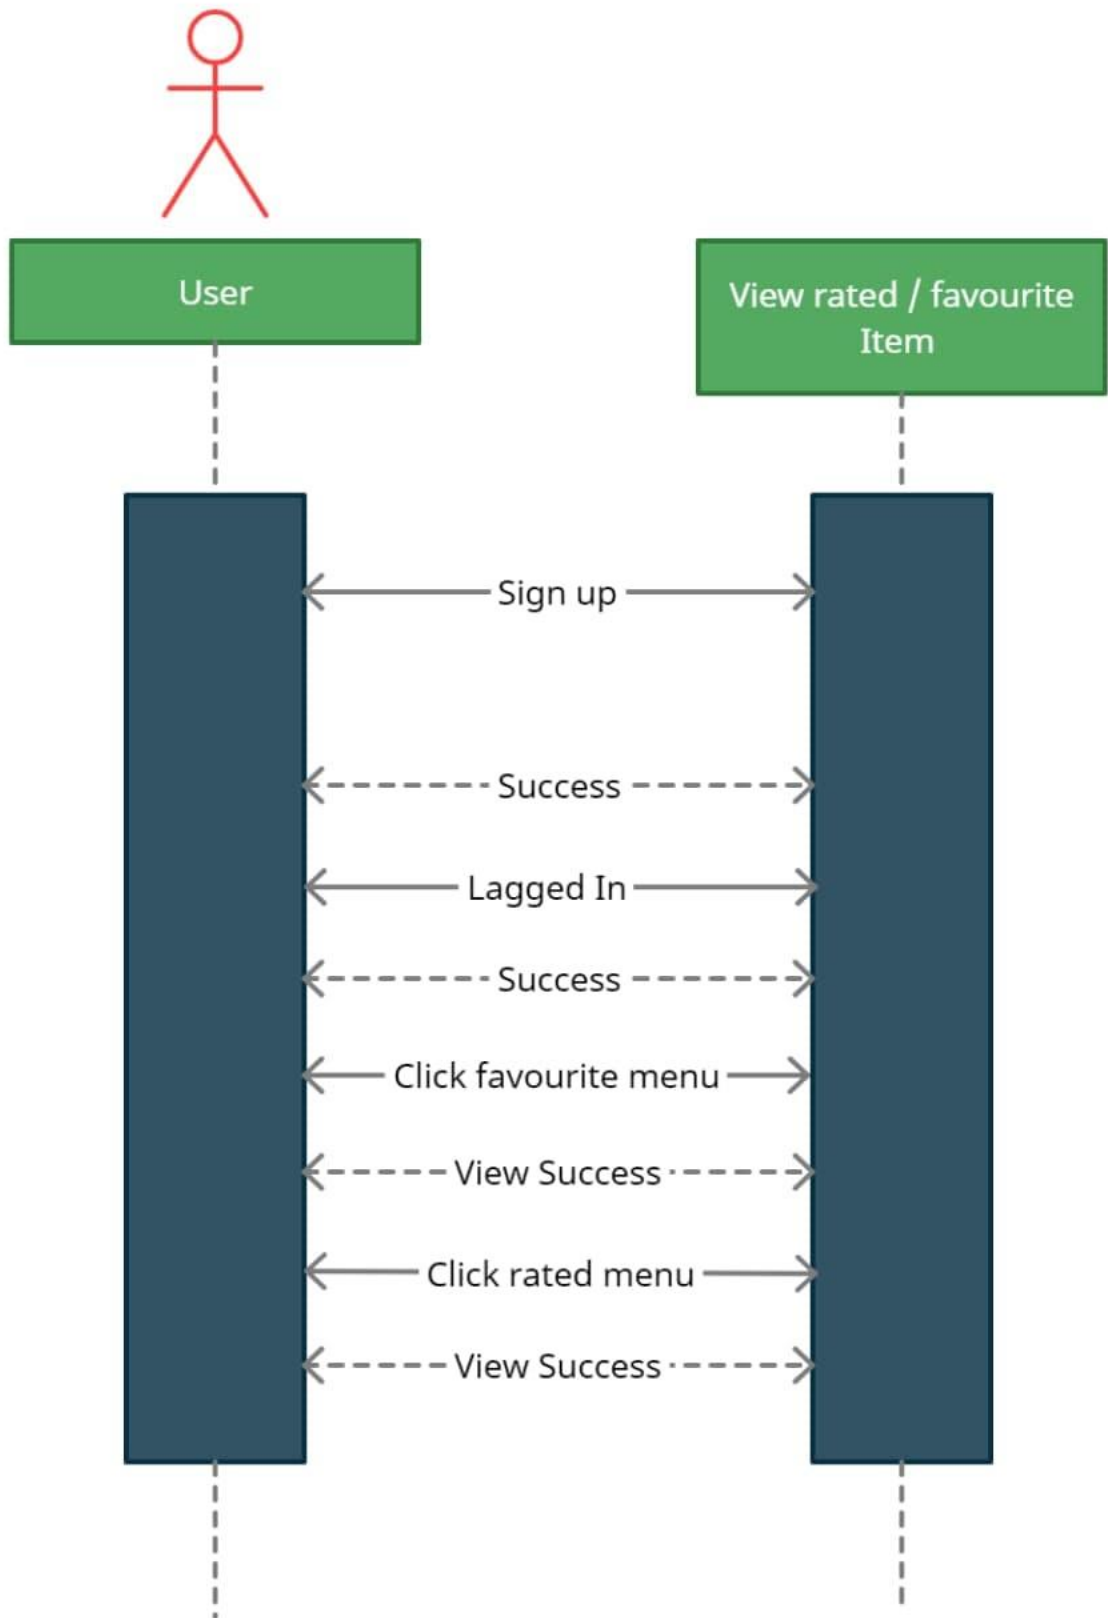 User
View rated / favourite
Item
Sign up
Success
Lagged In
Success
Click favourite menu
View Success
Click rated menu
View Success